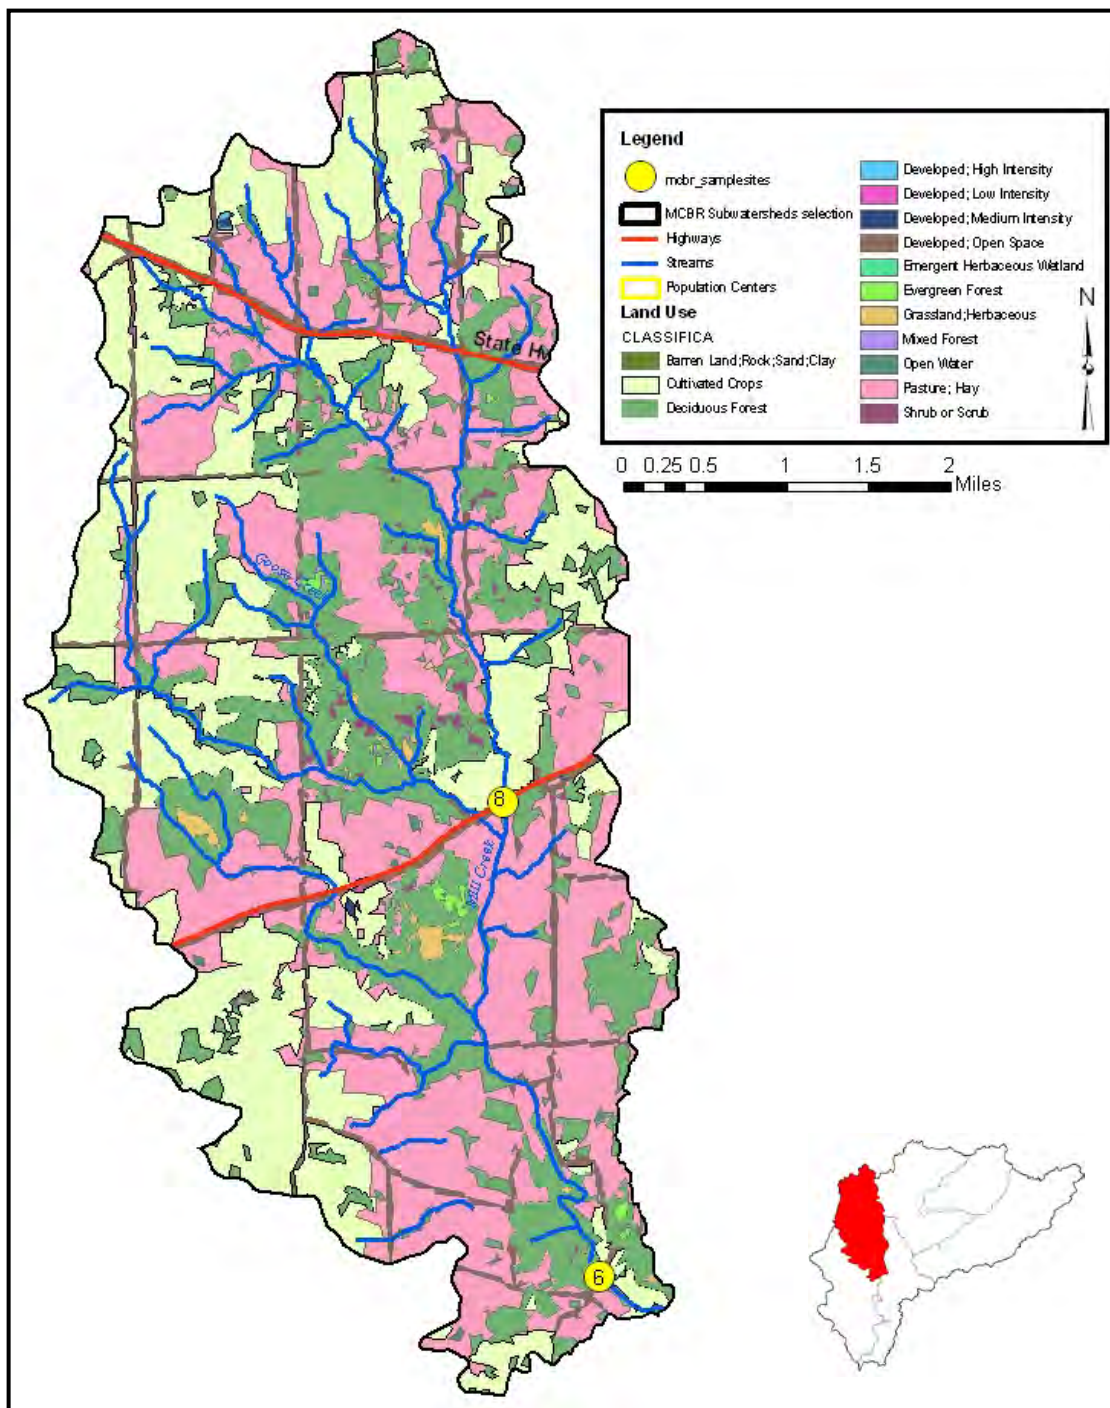 Legend
mcbr_samplesites
MCBR Subwatersheds selection
Highways
Streams
Population Centers
Land Use
CLASSIFICA
Barren Land;Rock;Sand;Clay
Cultivated Crops
Deciduous Forest
Developed; High Intensity
Developed; Low Intensity
Developed; Medium Intensity
Developed; Open Space
Emergent Herbaceous Wetland
Evergreen Forest
Grassland;Herbaceous
Mixed Forest
Open Water
Pasture; Hay
Shrub or Scrub
N
0 0.25 0.5 1 1.5 2
Miles
State Hw
Goose Creek
8
Mill Creek
6